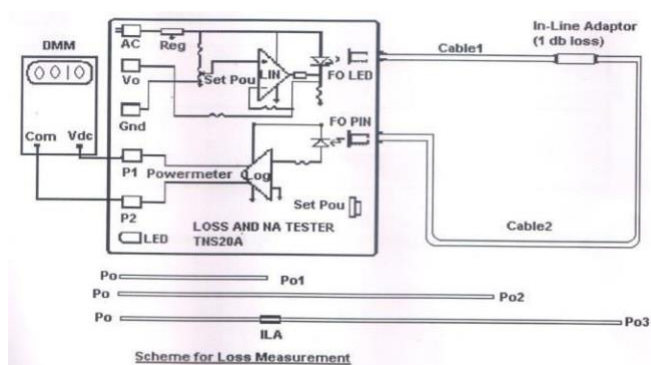 In-Line Adaptor
(1 db loss)
DMM
0010
AC
Reg
Cable1
Vo
LIN
Set Pou
FO LED
Gnd
FO PIN
Com Vdc
P1
Powermeter
Log
P2
Set Pou
LOSS AND NA TESTER
TNS20A
LED
Cable2
Po
Po1
Po
Po2
Po
Po3
ILA
Scheme for Loss Measurement